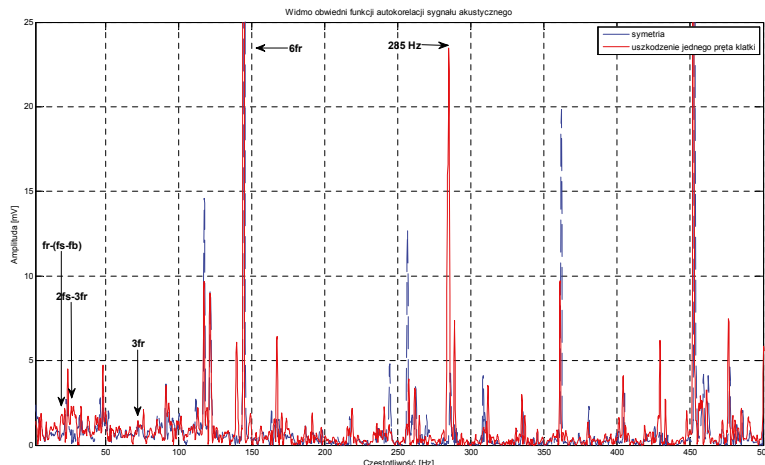 Widmo obwiedni funkcji autokorelacji sygnału akustycznego
25
20
15
10
5
0
Amplituda [mV]
symetria
uszkodzenie jednego pręta klatki
6fr
285 Hz
fr-(fs-fb)
2fs-3fr
3fr
50
100
150
200
250
300
350
400
450
500
Częstotliwość [Hz]